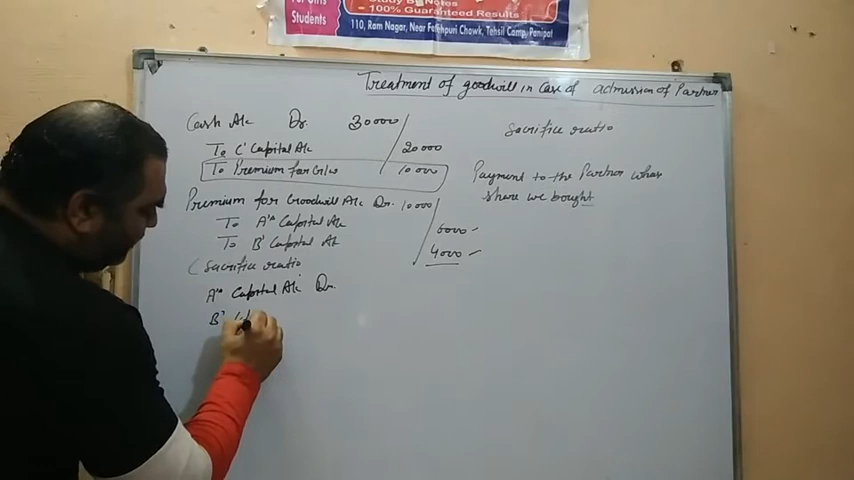 Students
Study By Notes
- 100% Guaranteed Results
110, Ram Nagar, Near Fatehpuri Chowk, Tehsil Camp, Panipat
Treatment of goodwill in Case of admission of Partner
Cash A/c Dr. 30000
To C' Capital A/c 20000
To Premium for G/w 10000
Premium for Goodwill A/c Dr. 10000
To A's Capital A/c 6000
To B' Capital A/c 4000
( Sacrifice ratio
A's Capital A/c Dr.
B'
Sacrifice ratio
Payment to the Partner whose
share we bought